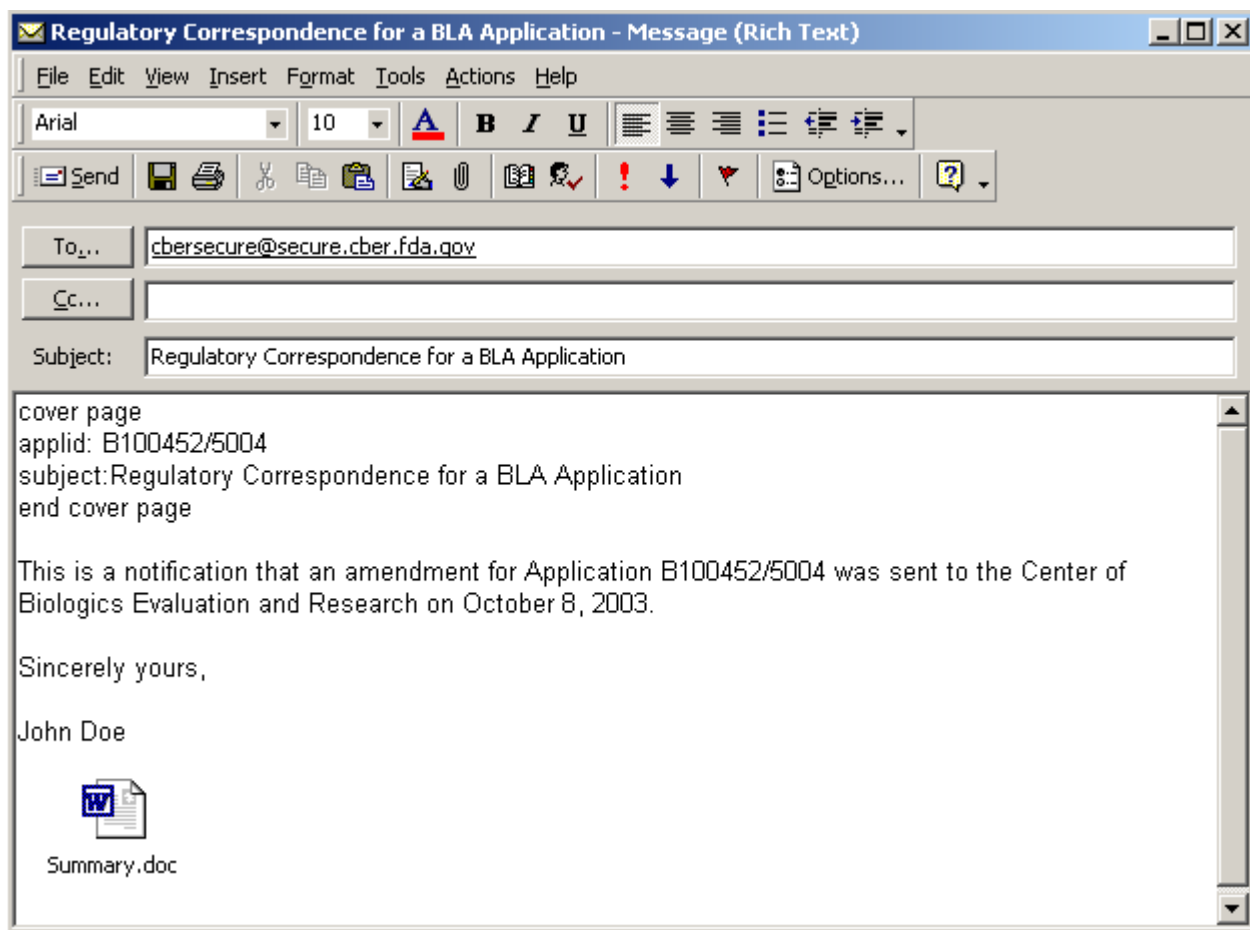 Regulatory Correspondence for a BLA Application - Message (Rich Text)
File Edit View Insert Format Tools Actions Help
Arial 10 A B I U
Send Options...
To... cbersecure@secure.cber.fda.gov
Cc...
Subject: Regulatory Correspondence for a BLA Application
cover page
applid: B100452/5004
subject:Regulatory Correspondence for a BLA Application
end cover page
This is a notification that an amendment for Application B100452/5004 was sent to the Center of
Biologics Evaluation and Research on October 8, 2003.
Sincerely yours,
John Doe
W
Summary.doc